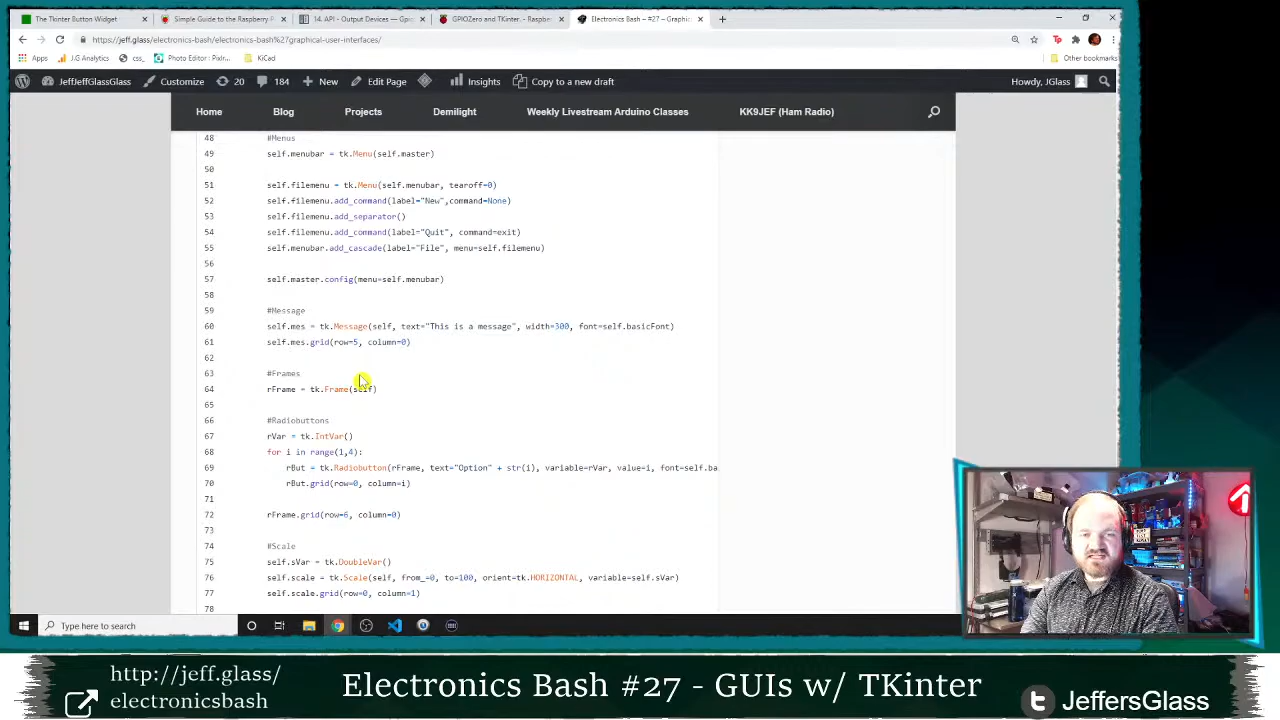 The Tkinter Button Widget
Simple Guide to the Raspberry P
14. API - Output Devices — Gpio
GPIOZero and TKinter. - Raspber
Electronics Bash – #27 – Graphic
https://jeff.glass/electronics-bash/electronics-bash%27graphical-user-interfaces/
Apps
J.G Analytics
css_
Photo Editor : Pixlr...
KiCad
Other bookmarks
JeffJeffGlassGlass
Customize
20
184
New
Edit Page
Insights
Copy to a new draft
Howdy, JGlass
Home
Blog
Projects
Demilight
Weekly Livestream Arduino Classes
KK9JEF (Ham Radio)
48 #Menus
49 self.menubar = tk.Menu(self.master)
50
51 self.filemenu = tk.Menu(self.menubar, tearoff=0)
52 self.filemenu.add_command(label="New",command=None)
53 self.filemenu.add_separator()
54 self.filemenu.add_command(label="Quit", command=exit)
55 self.menubar.add_cascade(label="File", menu=self.filemenu)
56
57 self.master.config(menu=self.menubar)
58
59 #Message
60 self.mes = tk.Message(self, text="This is a message", width=300, font=self.basicFont)
61 self.mes.grid(row=5, column=0)
62
63 #Frames
64 rFrame = tk.Frame(self)
65
66 #Radiobuttons
67 rVar = tk.IntVar()
68 for i in range(1,4):
69 rBut = tk.Radiobutton(rFrame, text="Option" + str(i), variable=rVar, value=i, font=self.ba
70 rBut.grid(row=0, column=i)
71
72 rFrame.grid(row=6, column=0)
73
74 #Scale
75 self.sVar = tk.DoubleVar()
76 self.scale = tk.Scale(self, from_=0, to=100, orient=tk.HORIZONTAL, variable=self.sVar)
77 self.scale.grid(row=0, column=1)
78
Type here to search
http://jeff.glass/
electronicsbash
Electronics Bash #27 - GUIs w/ TKinter
JeffersGlass